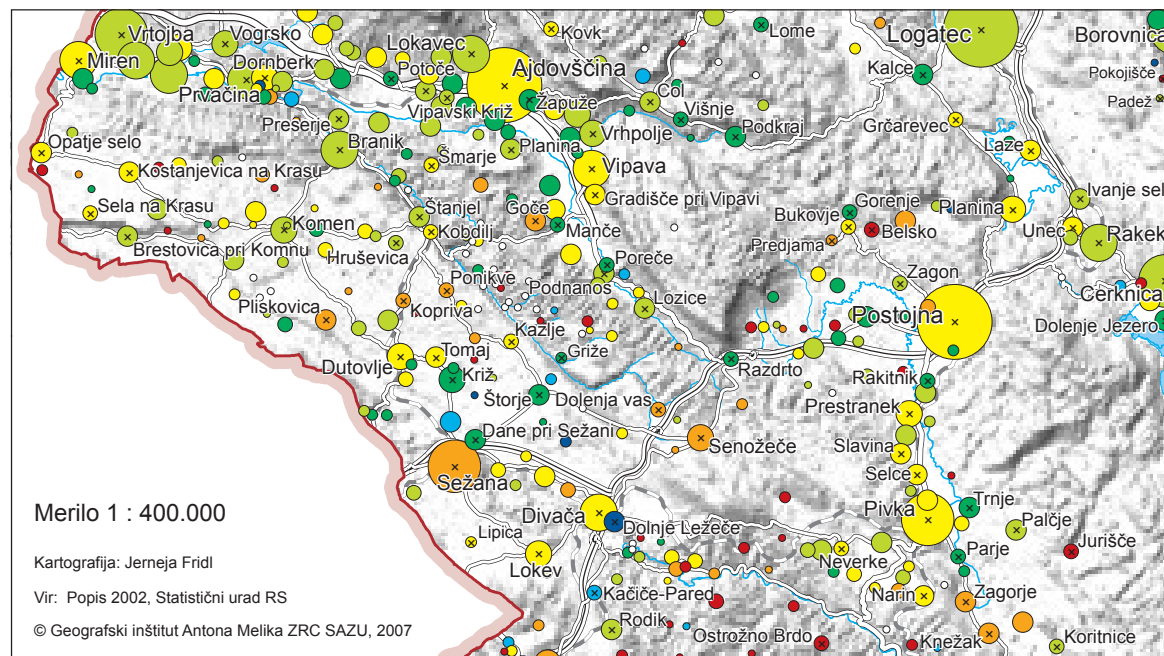 Kovk
Lome
Logatec
Borovnica
Vrtojba
Vogrsko
Lokavec
Miren
Dornberk
Potoče
Ajdovščina
Kalce
Pokojišče
Prvačina
Vipavski Križ
Žapuže
Col
Višnje
Padež
Prešerje
Vrhpolje
Podkraj
Grčarevec
Opatje selo
Branik
Planina
Laze
Kostanjevica na Krasu
Šmarje
Vipava
Sela na Krasu
Štanjel
Goče
Gradišče pri Vipavi
Bukovje
Gorenje
Planina
Ivanje sel
Komen
Kobdilj
Manče
Belsko
Unec
Rakek
Brestovica pri Komnu
Hruševica
Predjama
Poreče
Ponikve
Podnanos
Zagon
Cerknica
Pliskovica
Kopriva
Lozice
Postojna
Dolenje Jezero
Kazlje
Tomaj
Griže
Dutovlje
Križ
Razdrto
Rakitnik
Štorje
Dolenja vas
Prestranek
Dane pri Sežani
Senožeče
Slavina
Sežana
Selce
Merilo 1 : 400.000
Divača
Dolnje Ležeče
Pivka
Trnje
Palčje
Lipica
Jurišče
Kartografija: Jerneja Fridl
Lokev
Neverke
Parje
Vir:  Popis 2002, Statistični urad RS
Kačiče-Pared
Narin
Zagorje
© Geografski inštitut Antona Melika ZRC SAZU, 2007
Rodik
Ostrožno Brdo
Knežak
Koritnice